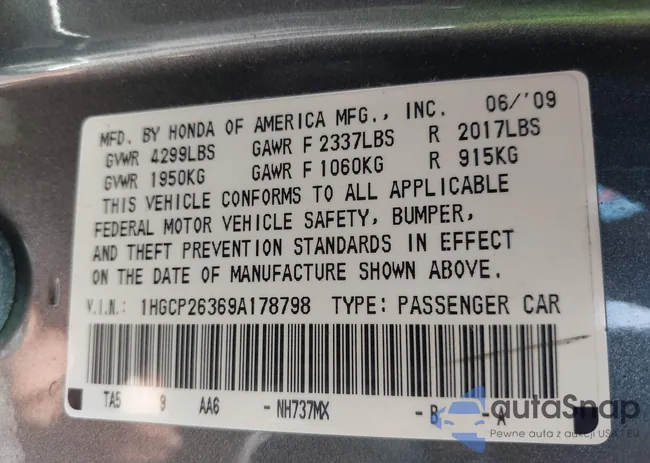 MFD. BY HONDA OF AMERICA MFG., INC. 06/'09
GVWR 4299LBS GAWR F 2337LBS R 2017LBS
GVWR 1950KG GAWR F 1060KG R 915KG
THIS VEHICLE CONFORMS TO ALL APPLICABLE
FEDERAL MOTOR VEHICLE SAFETY, BUMPER,
AND THEFT PREVENTION STANDARDS IN EFFECT
ON THE DATE OF MANUFACTURE SHOWN ABOVE.
V.I.N.: 1HGCP26369A178798 TYPE: PASSENGER CAR
TA5 9 AA6 -NH737MX -B -A
autaSnap
Pewne auta z aukcji USA i EU